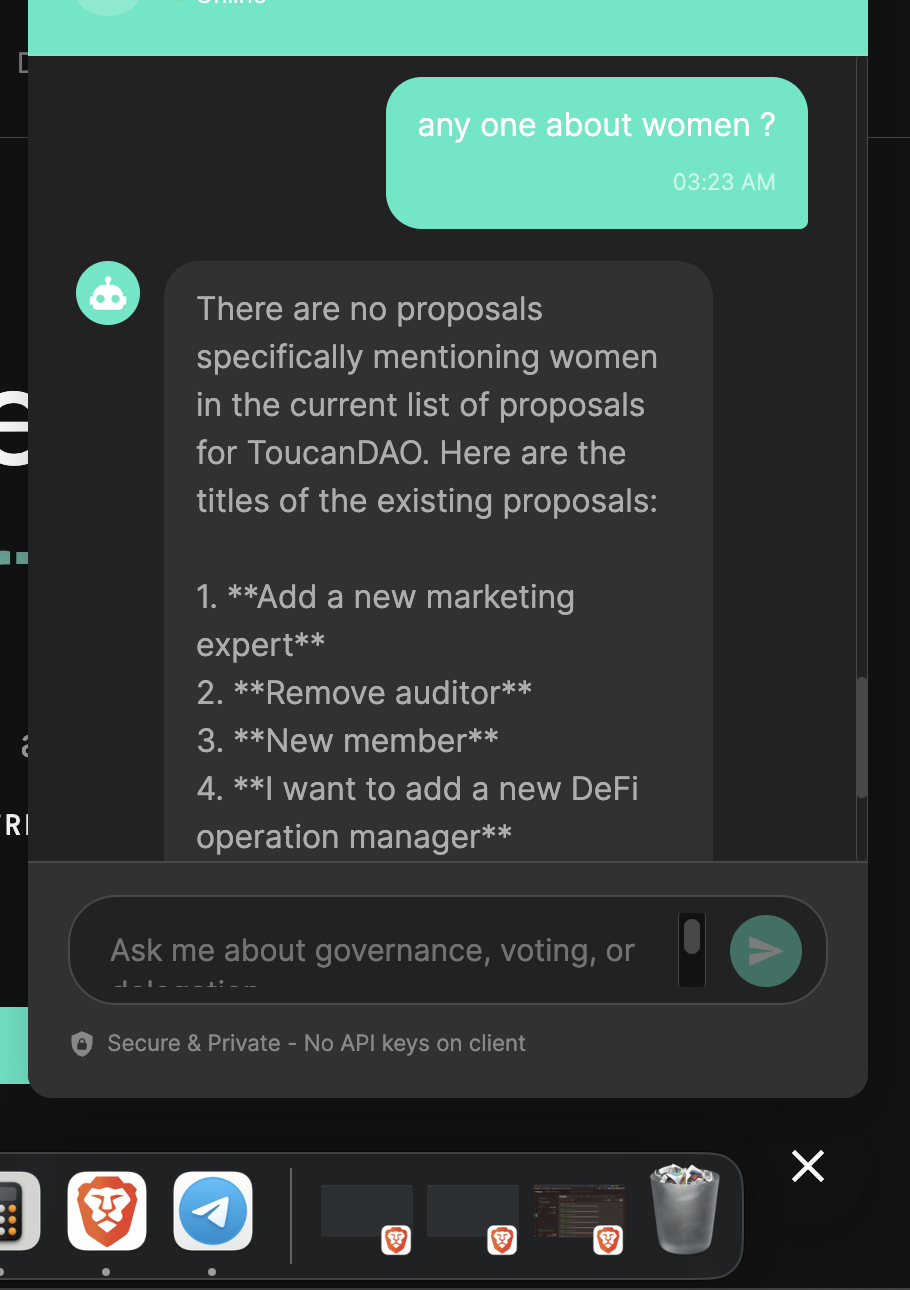 Online
any one about women ?
03:23 AM
There are no proposals
specifically mentioning women
in the current list of proposals
for ToucanDAO. Here are the
titles of the existing proposals:
1. **Add a new marketing
expert**
2. **Remove auditor**
3. **New member**
4. **I want to add a new DeFi
operation manager**
Ask me about governance, voting, or
delegation
Secure & Private - No API keys on client